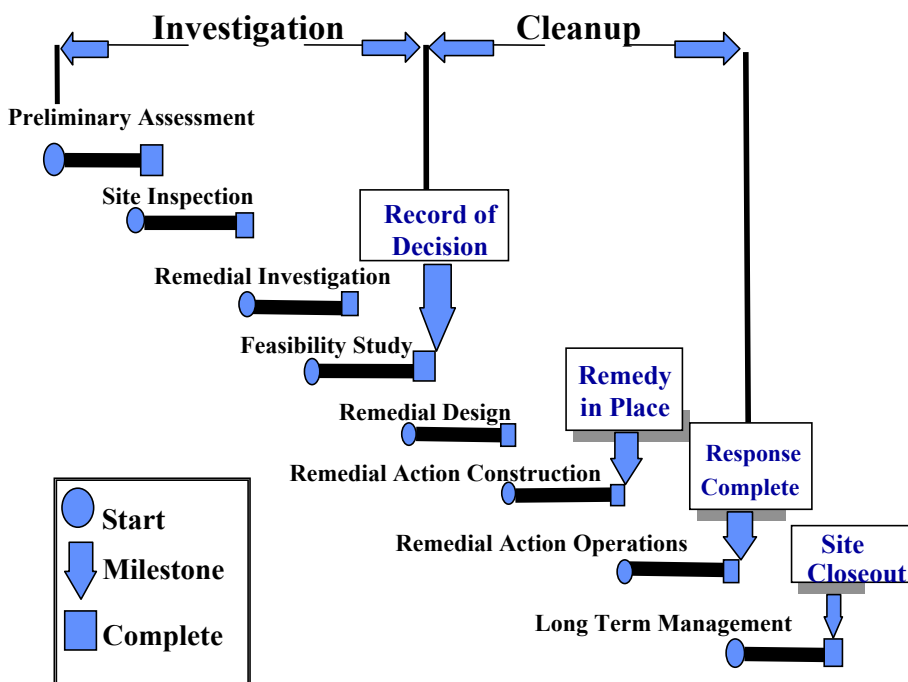 Investigation
Cleanup
Preliminary Assessment
Site Inspection
Record of
Decision
Remedial Investigation
Feasibility Study
Remedy
in Place
Remedial Design
Response
Complete
Remedial Action Construction
Remedial Action Operations
Site
Closeout
Long Term Management
Start
Milestone
Complete